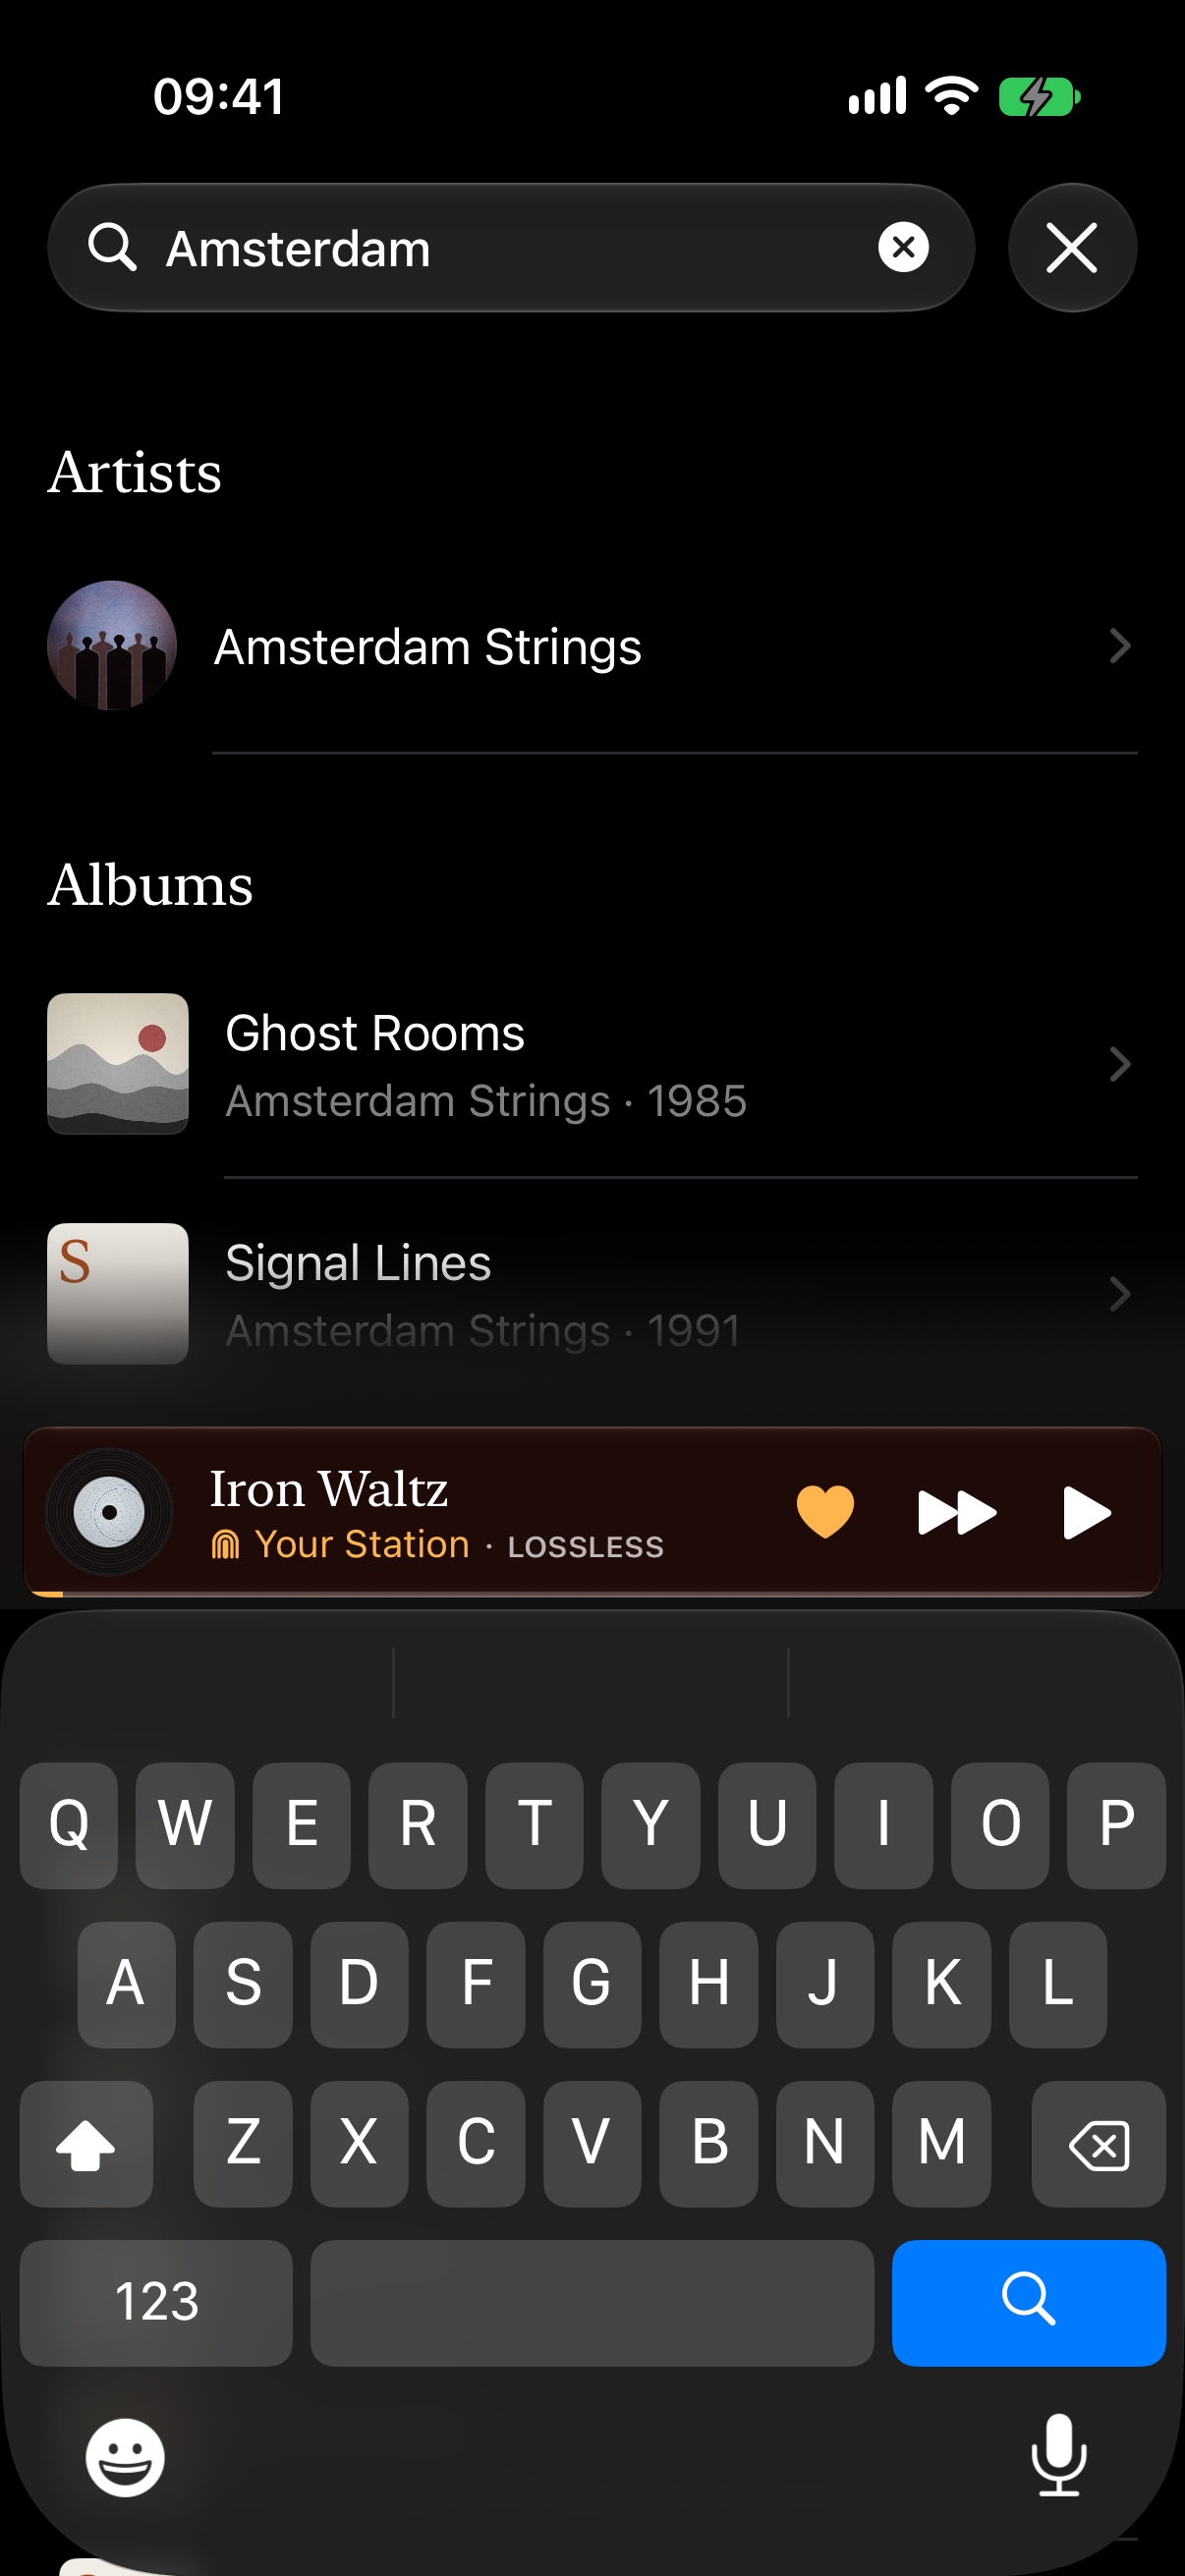 09:41
Amsterdam
Artists
Amsterdam Strings
Albums
Ghost Rooms
Amsterdam Strings · 1985
S
Signal Lines
Amsterdam Strings · 1991
Iron Waltz
Your Station · LOSSLESS
Q W E R T Y U I O P
A S D F G H J K L
Z X C V B N M
123